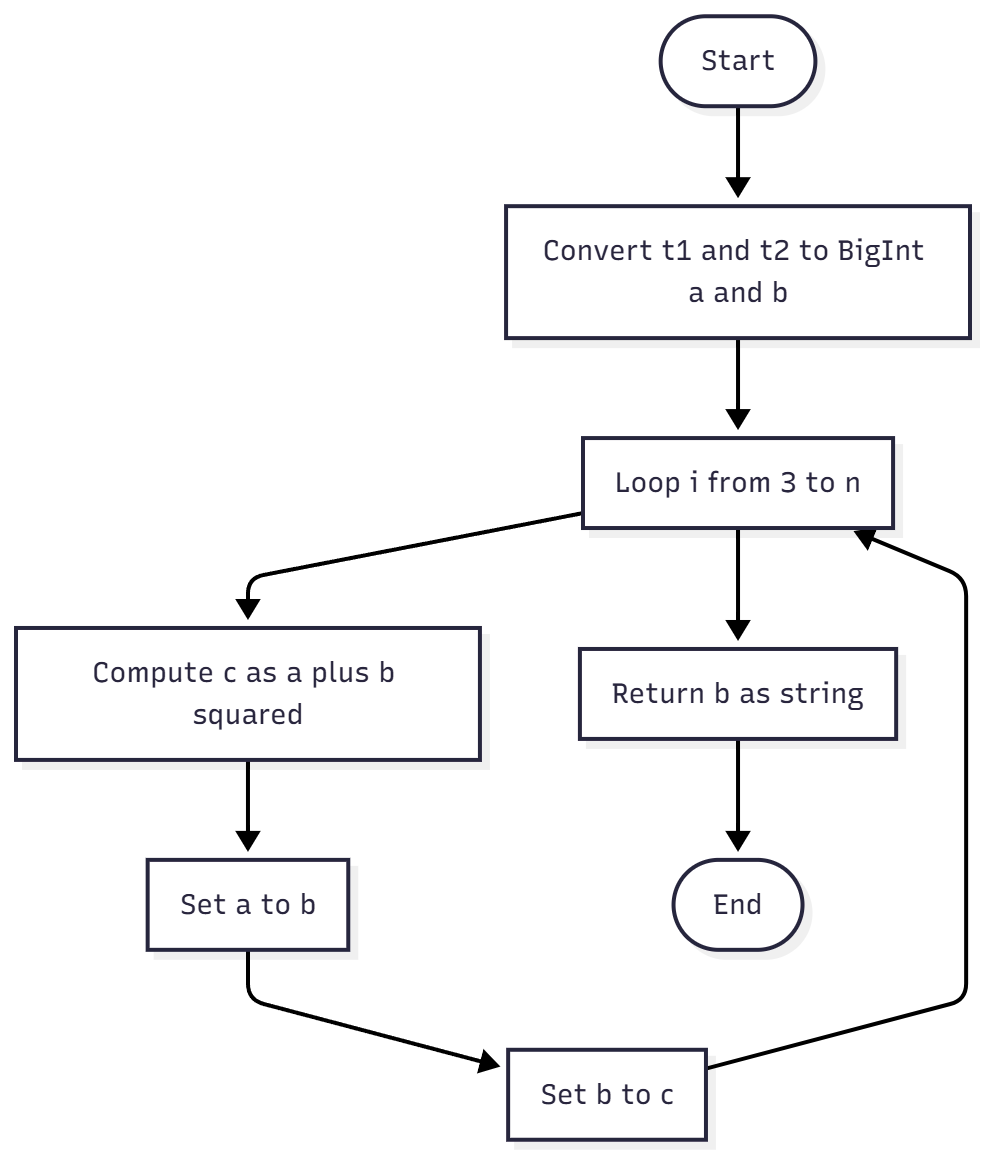 Start
Convert t1 and t2 to BigInt
a and b
Loop i from 3 to n
Compute c as a plus b
squared
Return b as string
Set a to b
End
Set b to c